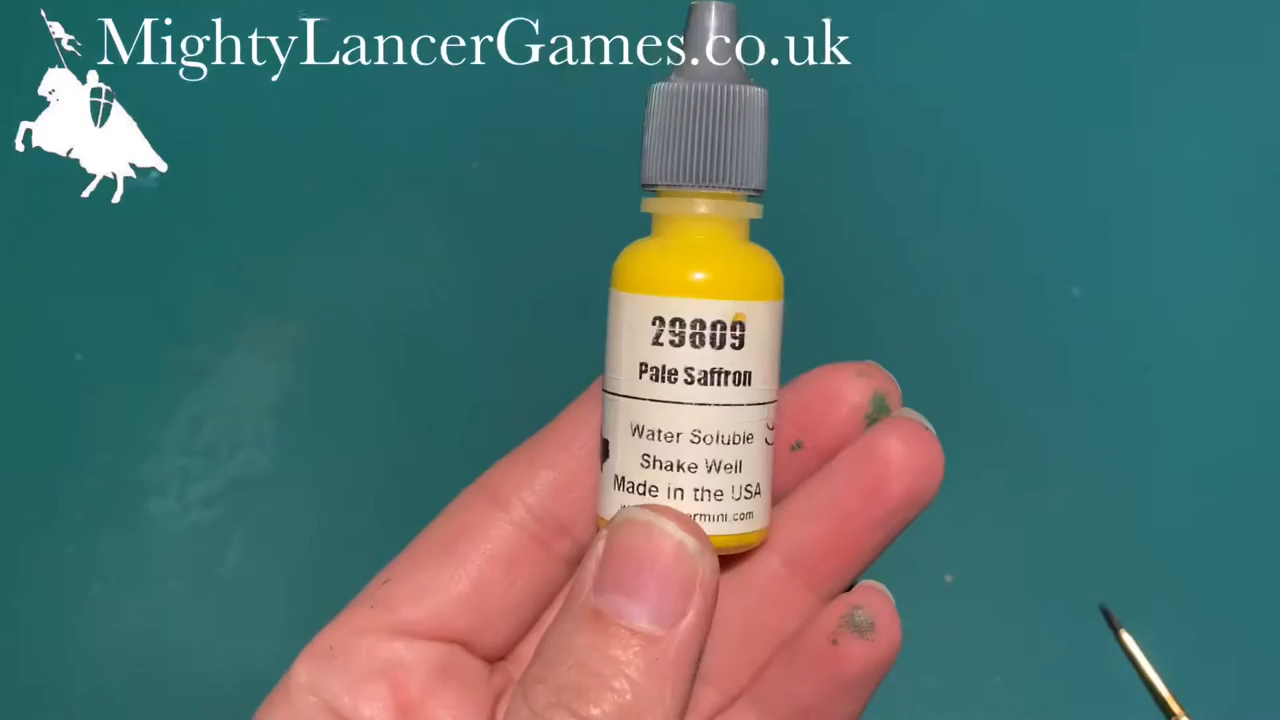 MightyLancerGames.co.uk
29809
Pale Saffron
Water Soluble
Shake Well
Made in the USA